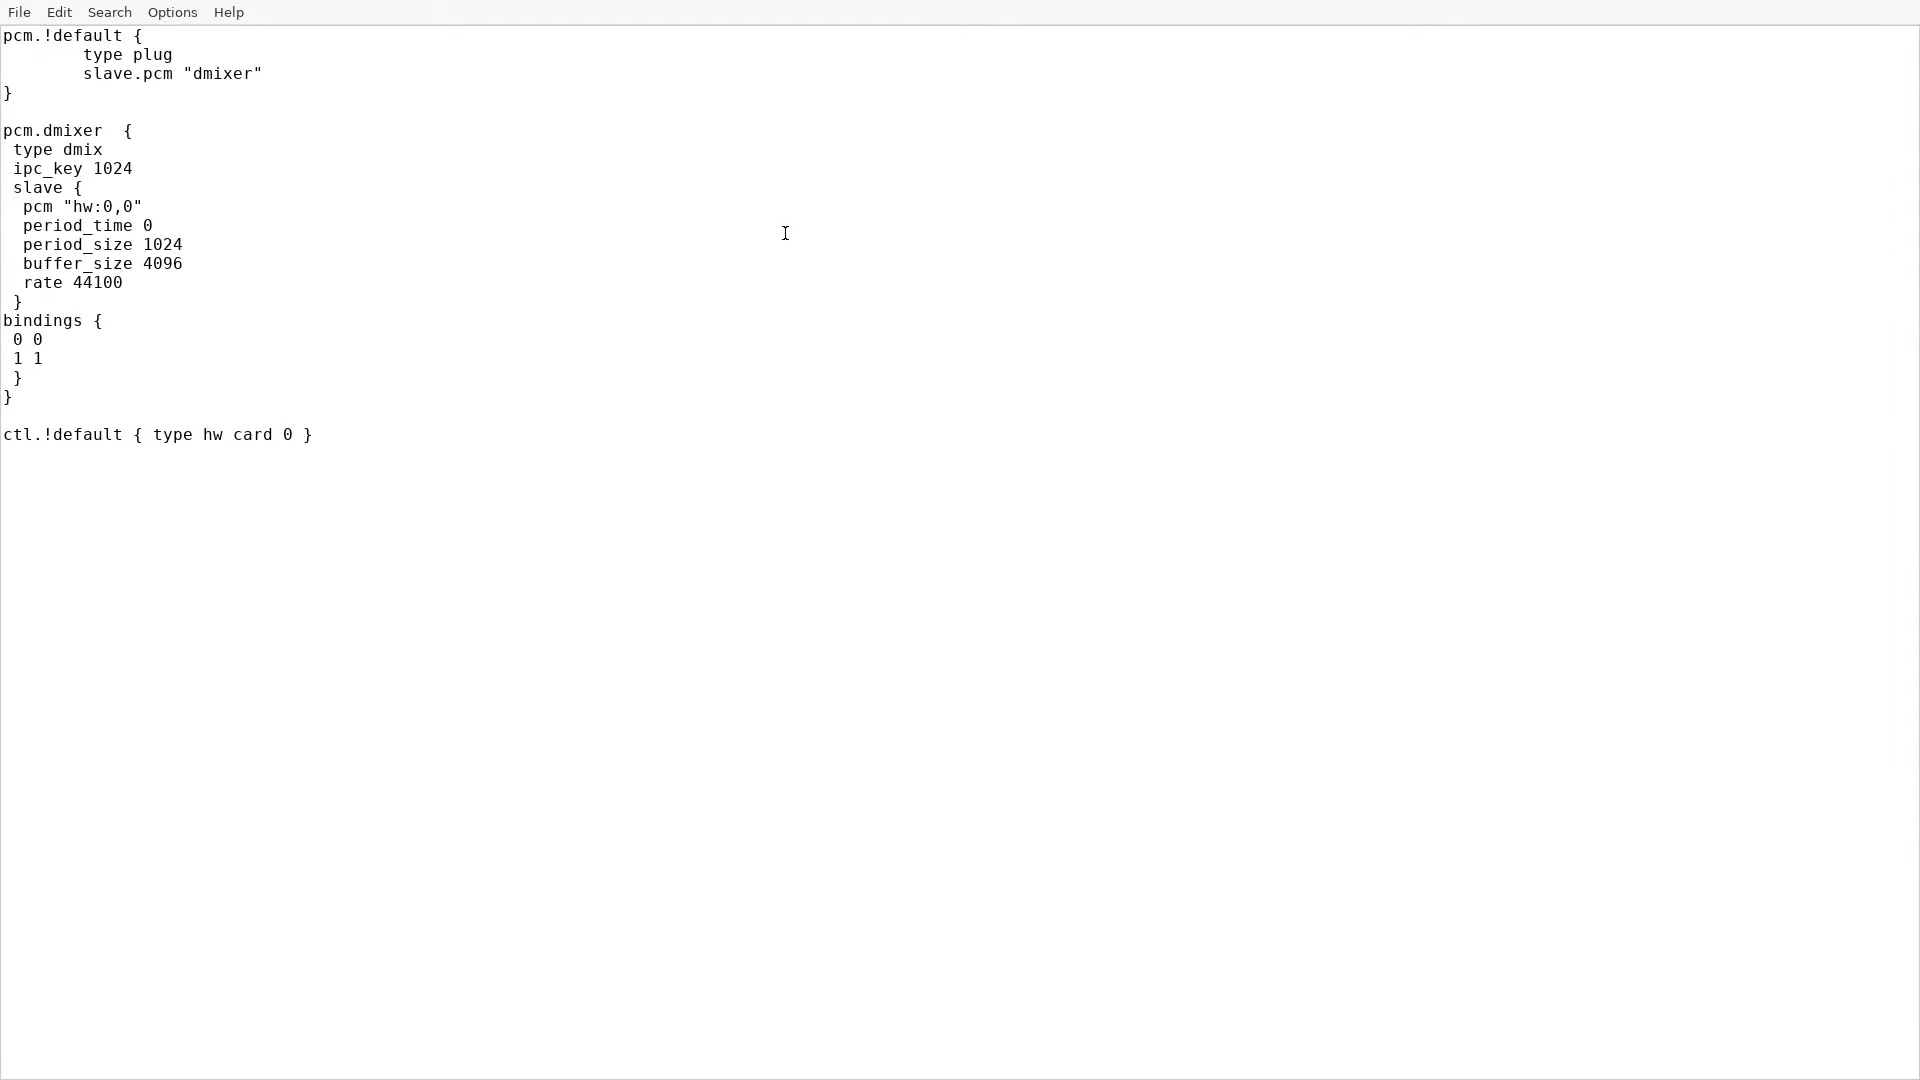 File Edit Search Options Help
pcm.!default {
        type plug
        slave.pcm "dmixer"
}

pcm.dmixer  {
 type dmix
 ipc_key 1024
 slave {
  pcm "hw:0,0"
  period_time 0
  period_size 1024
  buffer_size 4096
  rate 44100
 }
bindings {
 0 0
 1 1
 }
}

ctl.!default { type hw card 0 }